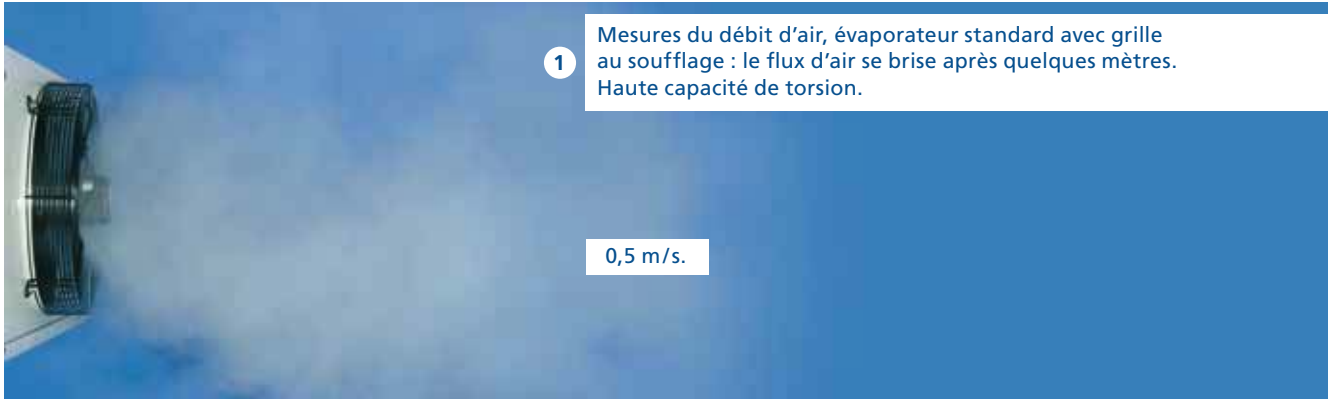 1
Mesures du débit d’air, évaporateur standard avec grille
au soufflage : le flux d’air se brise après quelques mètres.
Haute capacité de torsion.
0,5 m/s.